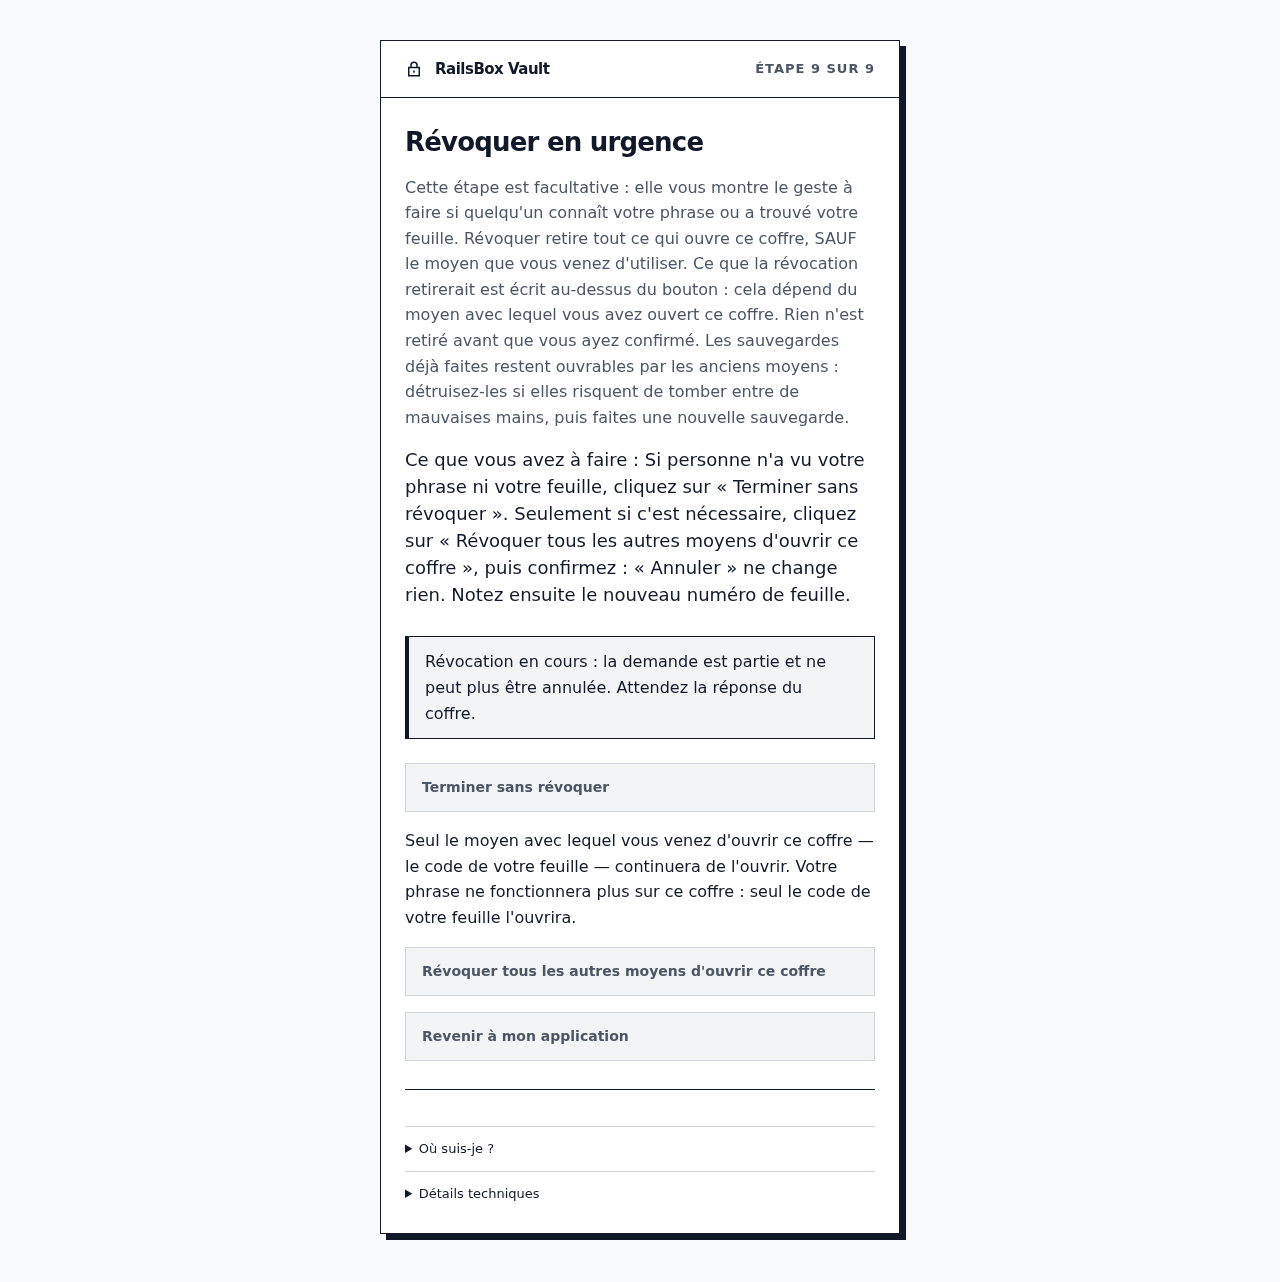 RailsBox Vault
ÉTAPE 9 SUR 9
Révoquer en urgence
Cette étape est facultative : elle vous montre le geste à
faire si quelqu'un connaît votre phrase ou a trouvé votre
feuille. Révoquer retire tout ce qui ouvre ce coffre, SAUF
le moyen que vous venez d'utiliser. Ce que la révocation
retirerait est écrit au-dessus du bouton : cela dépend du
moyen avec lequel vous avez ouvert ce coffre. Rien n'est
retiré avant que vous ayez confirmé. Les sauvegardes
déjà faites restent ouvrables par les anciens moyens :
détruisez-les si elles risquent de tomber entre de
mauvaises mains, puis faites une nouvelle sauvegarde.
Ce que vous avez à faire : Si personne n'a vu votre
phrase ni votre feuille, cliquez sur « Terminer sans
révoquer ». Seulement si c'est nécessaire, cliquez
sur « Révoquer tous les autres moyens d'ouvrir ce
coffre », puis confirmez : « Annuler » ne change
rien. Notez ensuite le nouveau numéro de feuille.
Révocation en cours : la demande est partie et ne
peut plus être annulée. Attendez la réponse du
coffre.
Terminer sans révoquer
Seul le moyen avec lequel vous venez d'ouvrir ce coffre —
le code de votre feuille — continuera de l'ouvrir. Votre
phrase ne fonctionnera plus sur ce coffre : seul le code de
votre feuille l'ouvrira.
Révoquer tous les autres moyens d'ouvrir ce coffre
Revenir à mon application
Où suis-je ?
Détails techniques